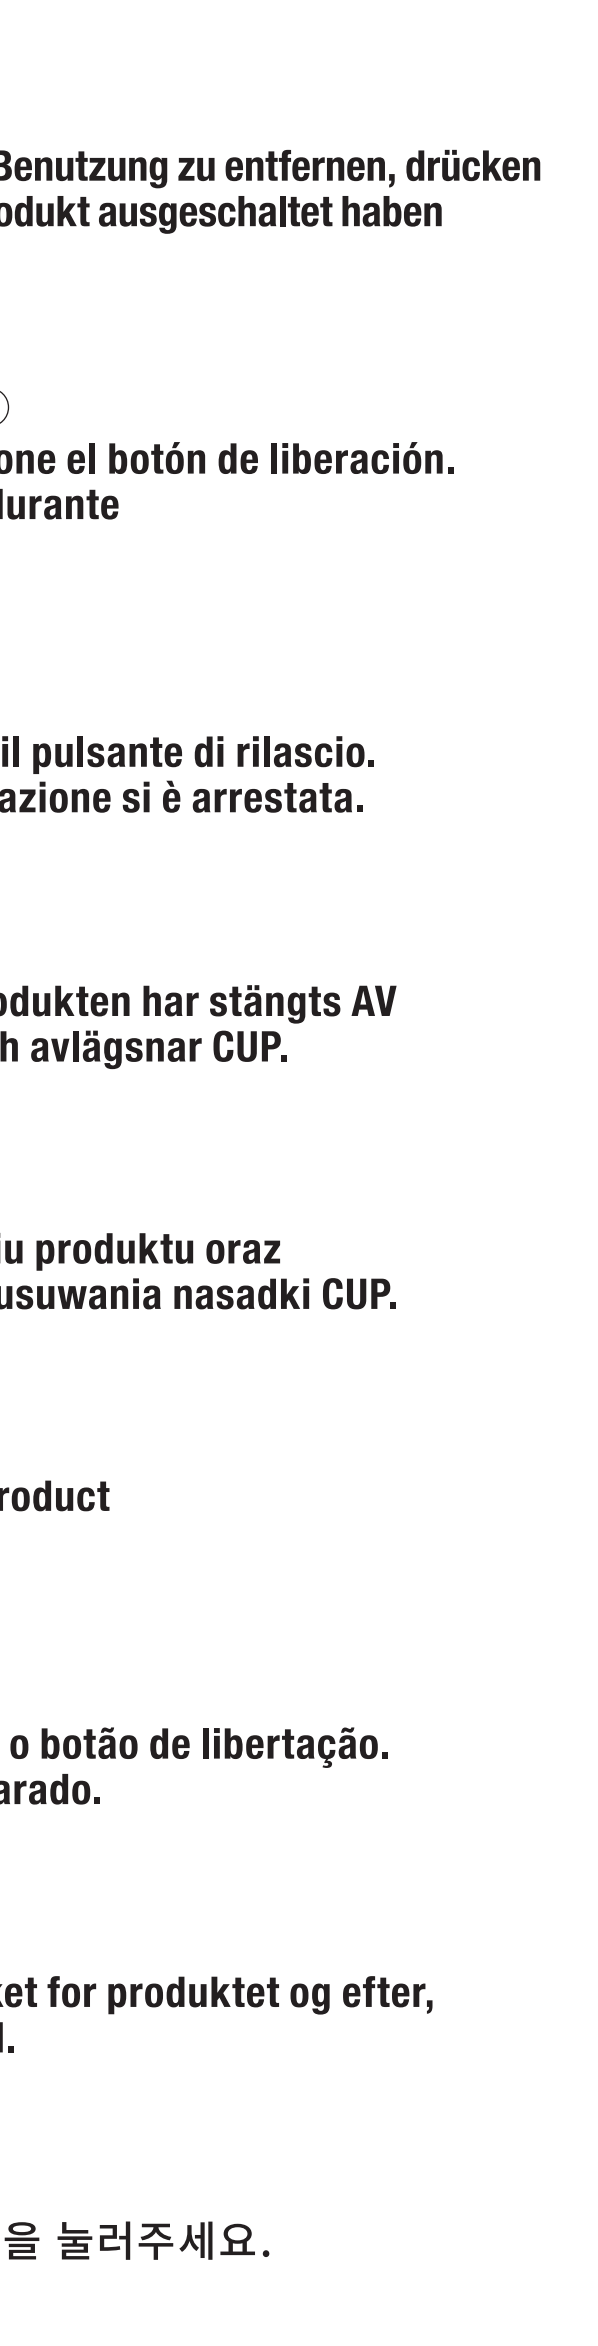 Benutzung zu entfernen, drücken
odukt ausgeschaltet haben
one el botón de liberación.
durante
il pulsante di rilascio.
azione si è arrestata.
odukten har stängts AV
h avlägsnar CUP.
iu produktu oraz
usuwania nasadki CUP.
roduct
o botão de libertação.
arado.
ket for produktet og efter,
l.
을 눌러주세요.